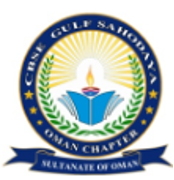 CBSE GULF SAHODAYA
OMAN CHAPTER
SULTANATE OF OMAN